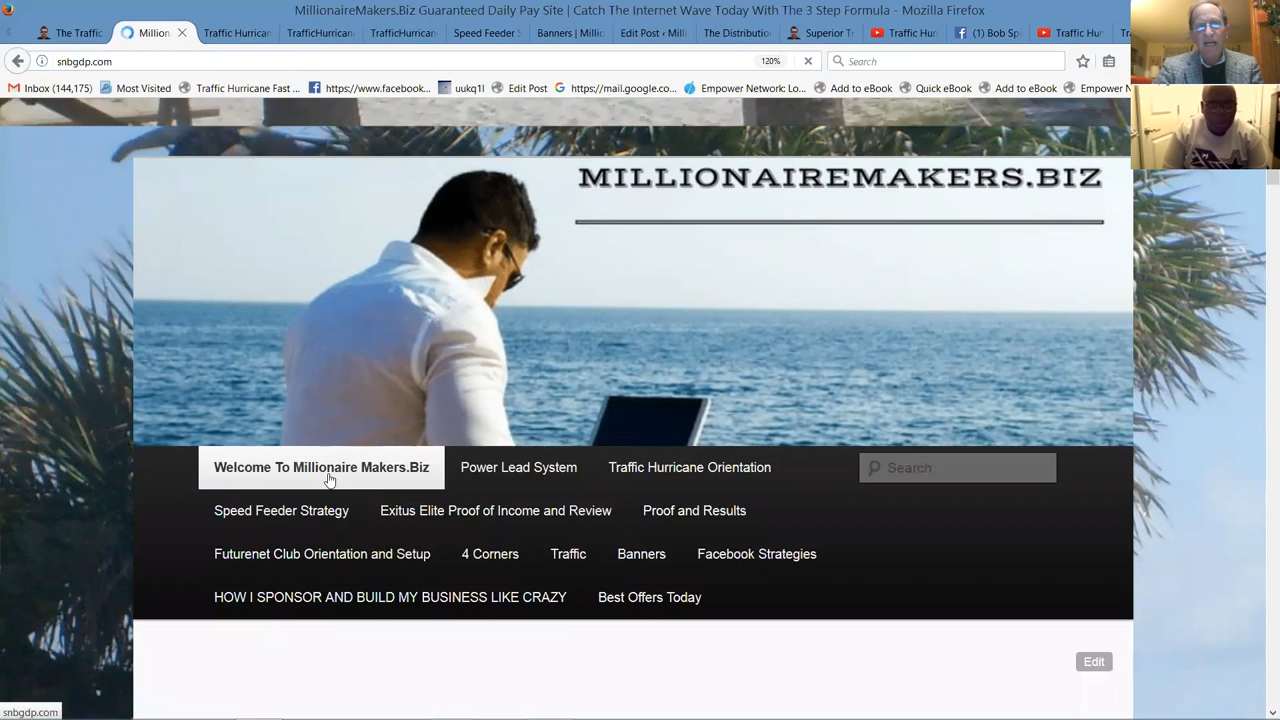 MillionaireMakers.Biz Guaranteed Daily Pay Site | Catch The Internet Wave Today With The 3 Step Formula - Mozilla Firefox
The Traffic Million Traffic Hurrican TrafficHurricane TrafficHurricane Speed Feeder S Banners | Millio Edit Post ‹ Milli The Distributio Superior T Traffic Hun (1) Bob Sp Traffic Hu
snbgdp.com 120% Search
Inbox (144,175) Most Visited Traffic Hurricane Fast ... https://www.facebook... uukq1l Edit Post https://mail.google.co... Empower Network: Lo... Add to eBook Quick eBook Add to eBook Empower N
MILLIONAIREMAKERS.BIZ
Welcome To Millionaire Makers.Biz Power Lead System Traffic Hurricane Orientation Search
Speed Feeder Strategy Exitus Elite Proof of Income and Review Proof and Results
Futurenet Club Orientation and Setup 4 Corners Traffic Banners Facebook Strategies
HOW I SPONSOR AND BUILD MY BUSINESS LIKE CRAZY Best Offers Today
Edit
snbgdp.com